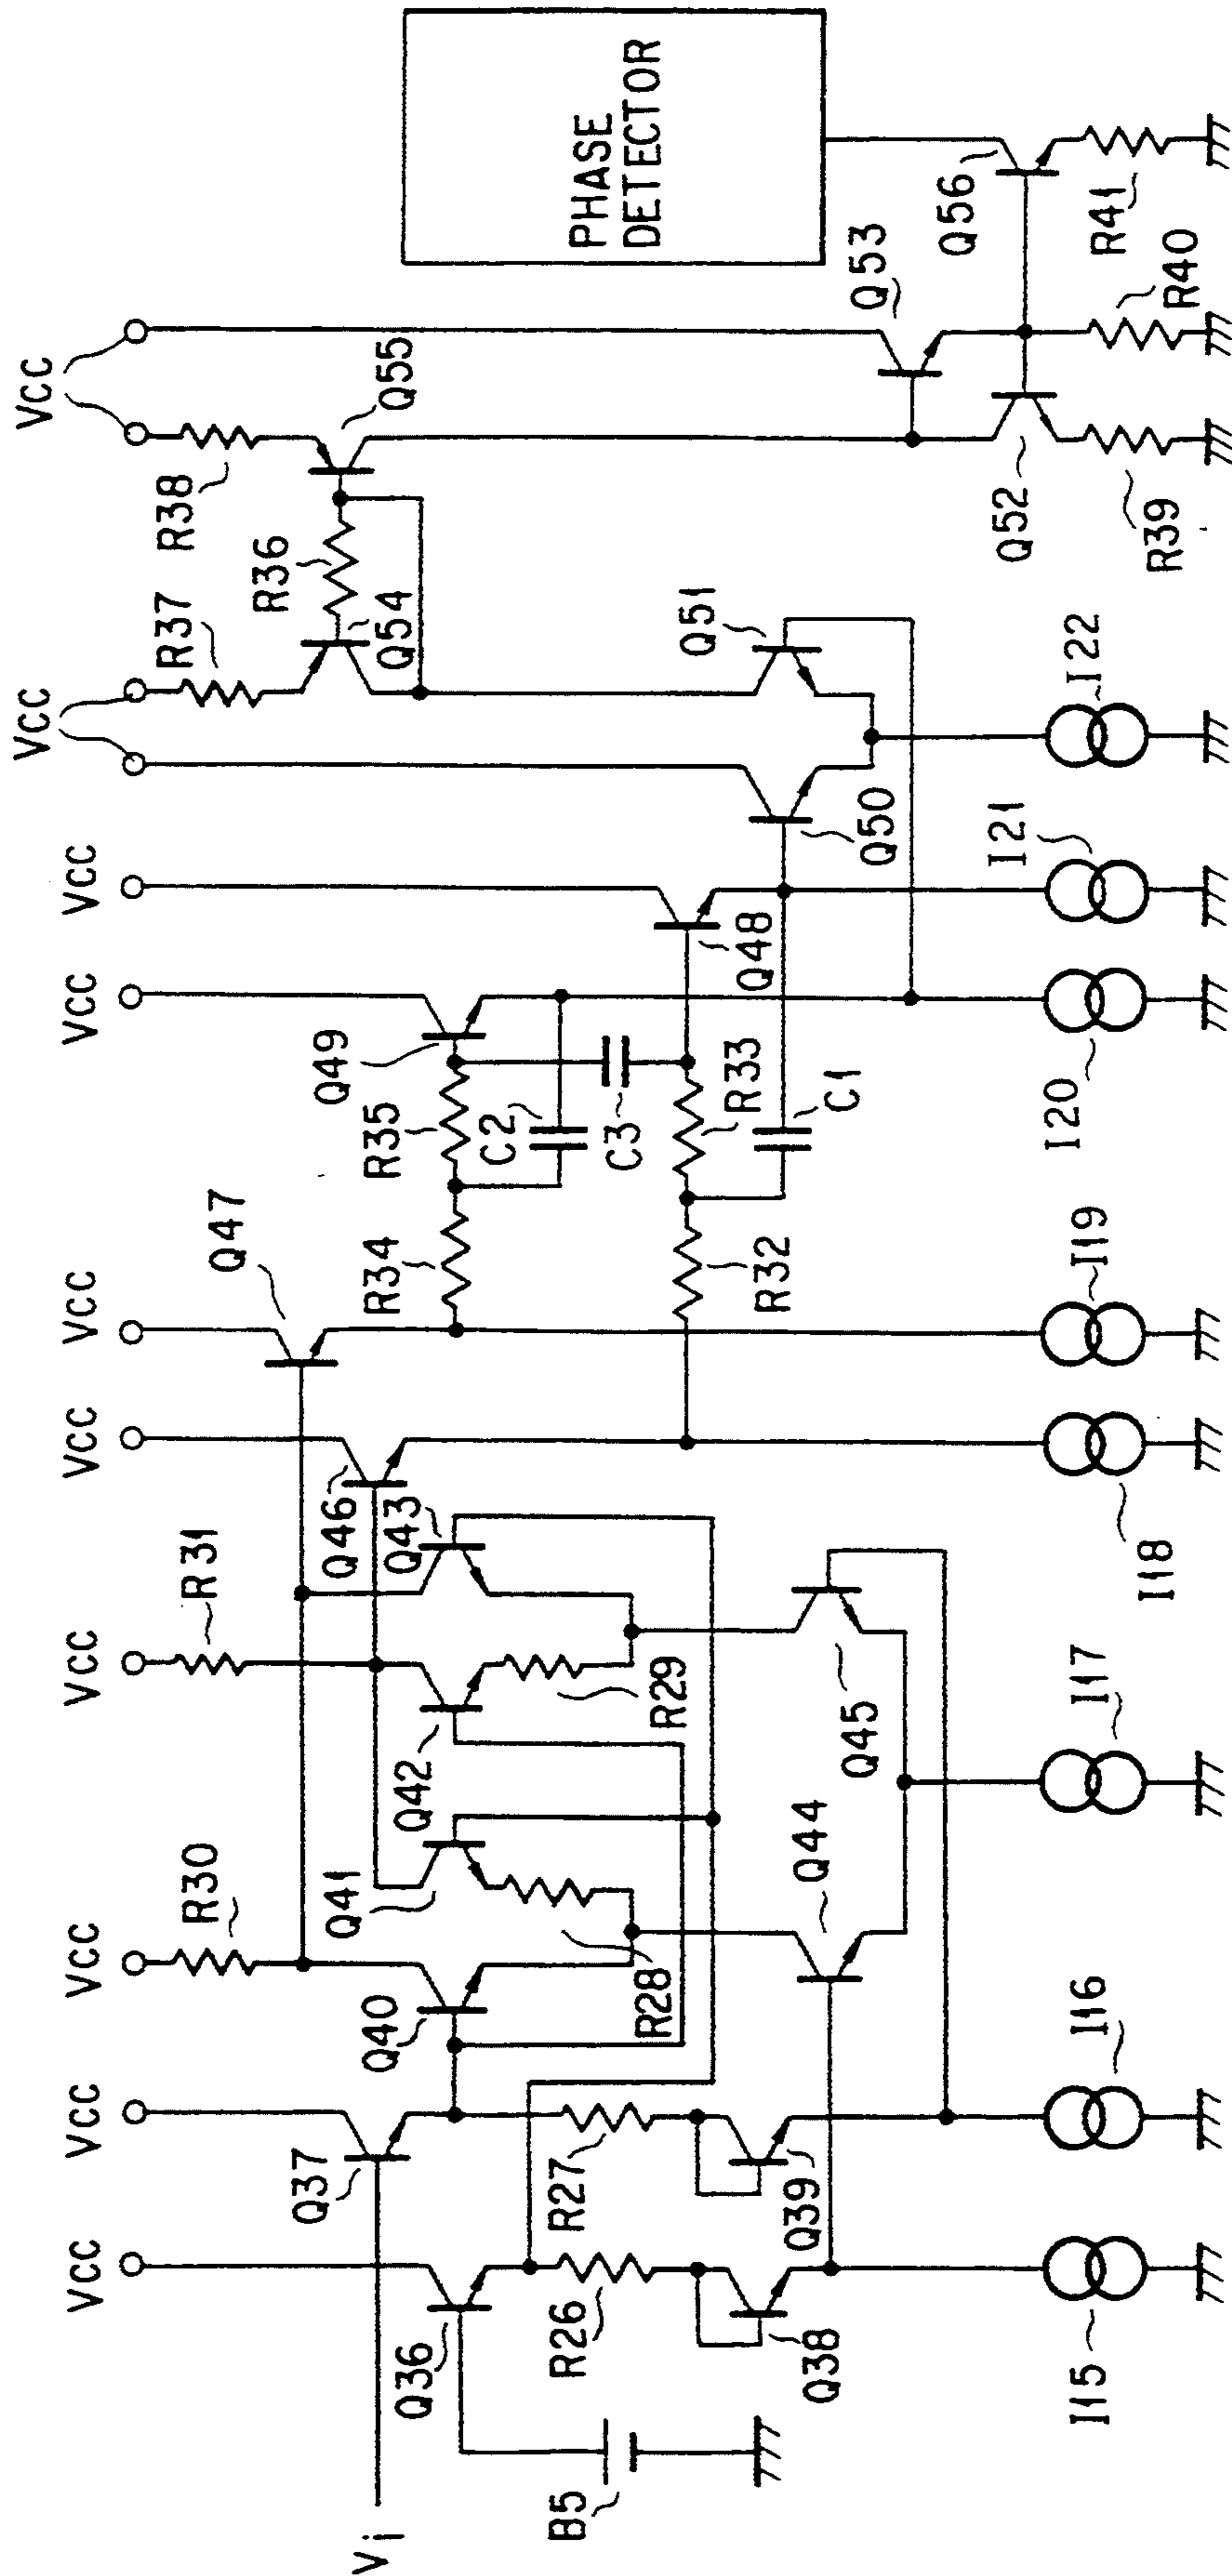 Vi
B5
VCC
Q36
R26
Q38
I15
VCC
Q37
R27
Q39
I16
VCC
R30
Q40
R28
Q41
Q44
I17
VCC
R31
Q42
R29
Q43
Q45
VCC
Q46
I18
VCC
Q47
I19
R34
R32
R35
R33
C2
C3
C1
VCC
Q49
I20
VCC
Q48
I21
VCC
Q50
Q51
I22
R37
Q54
R36
VCC
R38
Q55
Q53
Q52
R39
R40
Q56
R41
PHASE
DETECTOR